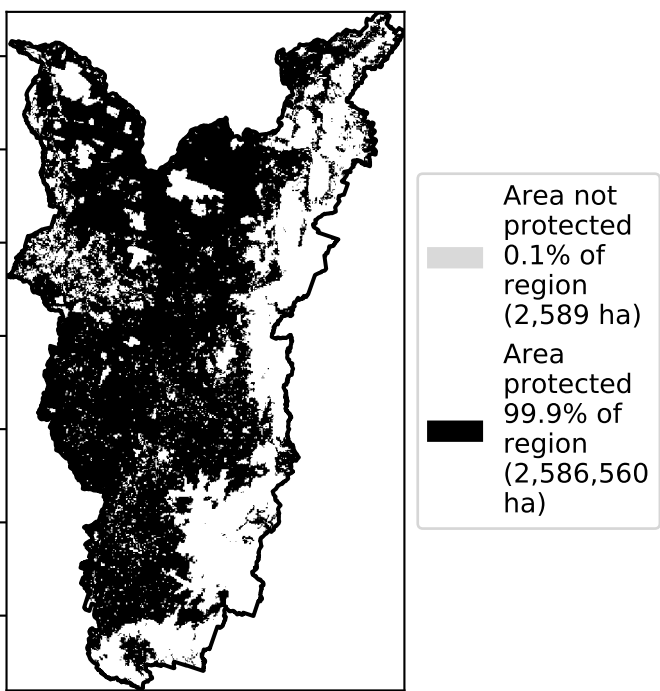 Area not
protected
0.1% of
region
(2,589 ha)
Area
protected
99.9% of
region
(2,586,560
ha)